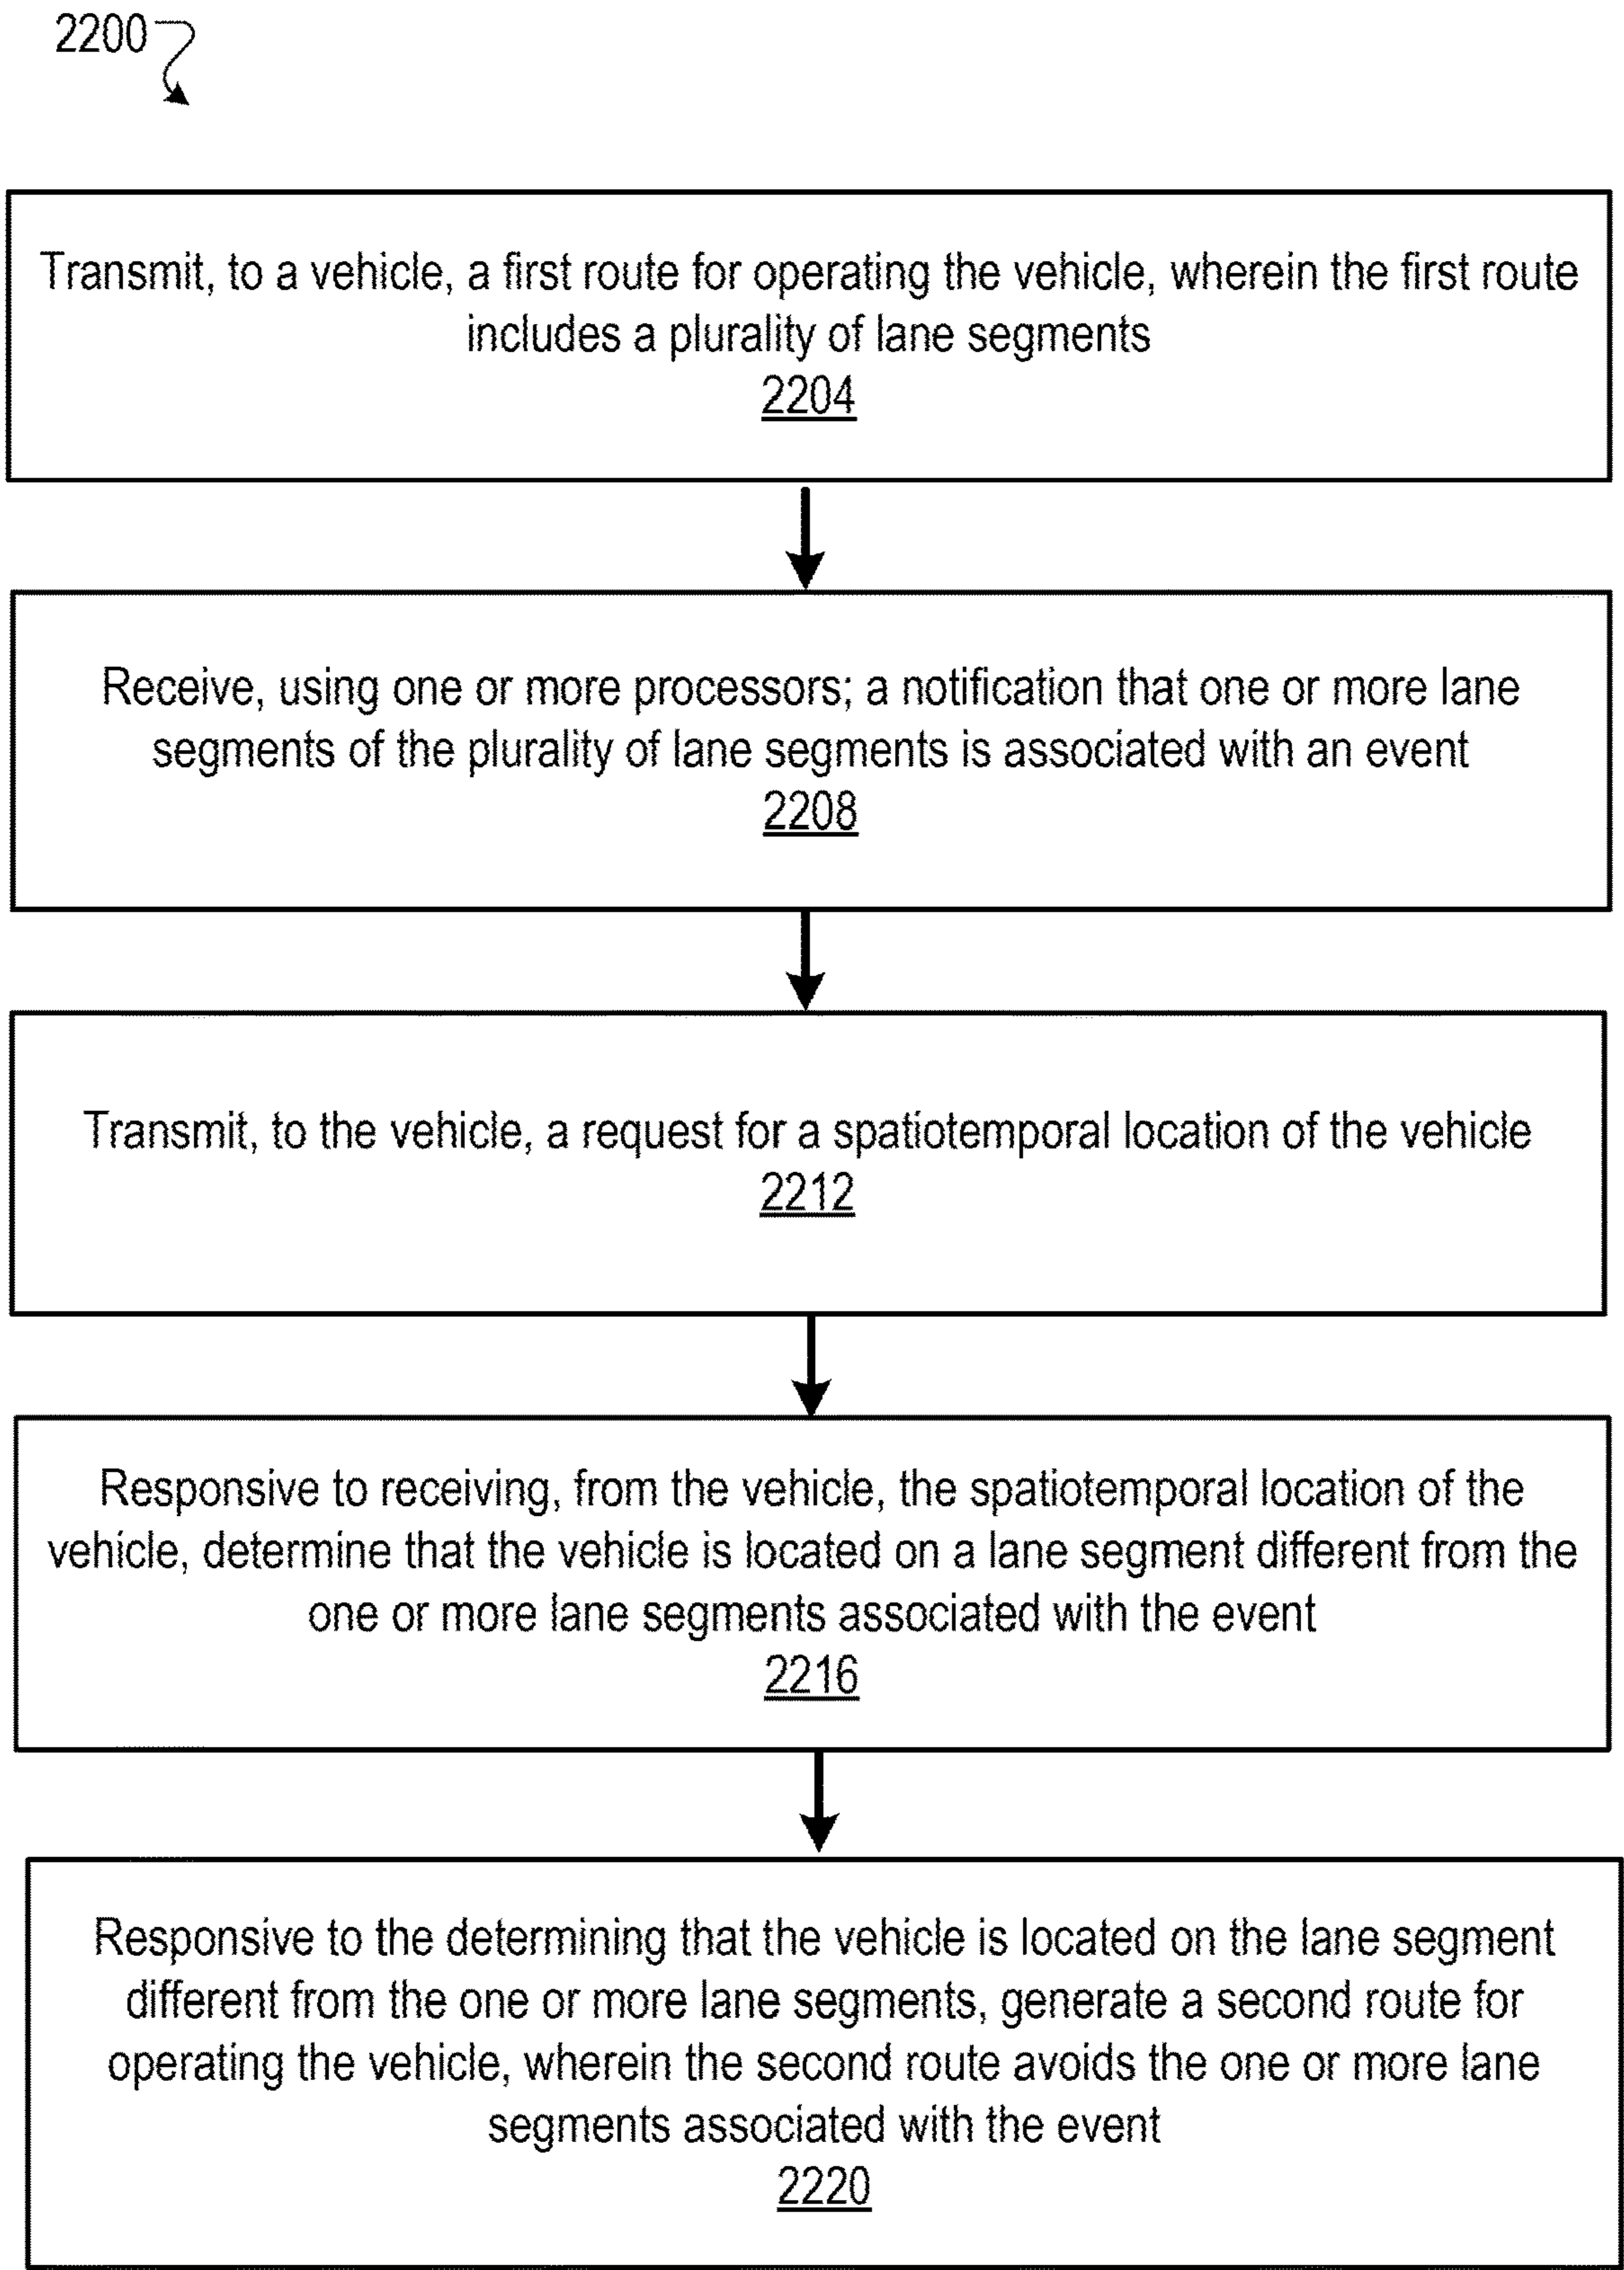 2200
Transmit, to a vehicle, a first route for operating the vehicle, wherein the first route
includes a plurality of lane segments
2204
Receive, using one or more processors; a notification that one or more lane
segments of the plurality of lane segments is associated with an event
2208
Transmit, to the vehicle, a request for a spatiotemporal location of the vehicle
2212
Responsive to receiving, from the vehicle, the spatiotemporal location of the
vehicle, determine that the vehicle is located on a lane segment different from the
one or more lane segments associated with the event
2216
Responsive to the determining that the vehicle is located on the lane segment
different from the one or more lane segments, generate a second route for
operating the vehicle, wherein the second route avoids the one or more lane
segments associated with the event
2220